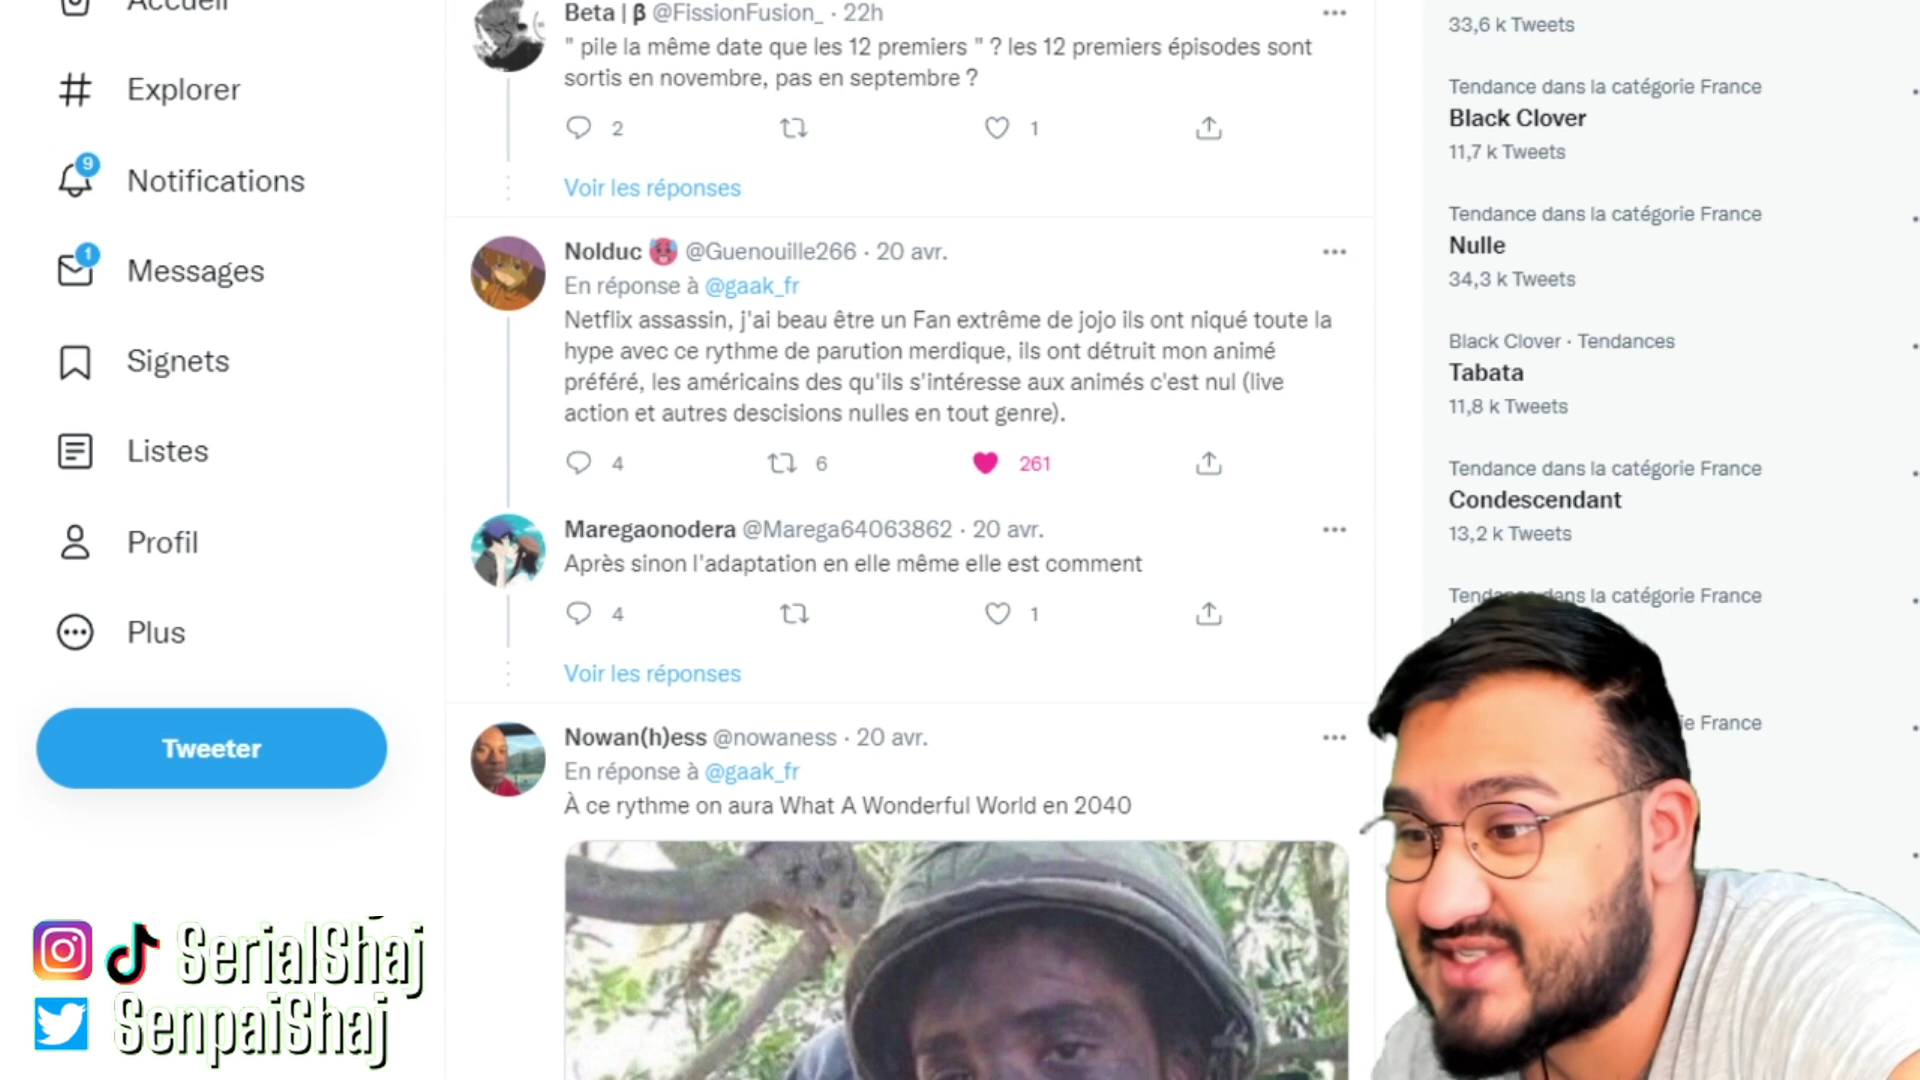 Accueil
Explorer
9
Notifications
1
Messages
Signets
Listes
Profil
Plus
Tweeter
SerialShaj
SenpaiShaj
Beta | β @FissionFusion_ · 22h
" pile la même date que les 12 premiers " ? les 12 premiers épisodes sont
sortis en novembre, pas en septembre ?
2 1
Voir les réponses
Nolduc @Guenouille266 · 20 avr.
En réponse à @gaak_fr
Netflix assassin, j'ai beau être un Fan extrême de jojo ils ont niqué toute la
hype avec ce rythme de parution merdique, ils ont détruit mon animé
préféré, les américains des qu'ils s'intéresse aux animés c'est nul (live
action et autres descisions nulles en tout genre).
4 6 261
Maregaonodera @Marega64063862 · 20 avr.
Après sinon l'adaptation en elle même elle est comment
4 1
Voir les réponses
Nowan(h)ess @nowaness · 20 avr.
En réponse à @gaak_fr
À ce rythme on aura What A Wonderful World en 2040
33,6 k Tweets
Tendance dans la catégorie France
Black Clover
11,7 k Tweets
Tendance dans la catégorie France
Nulle
34,3 k Tweets
Black Clover · Tendances
Tabata
11,8 k Tweets
Tendance dans la catégorie France
Condescendant
13,2 k Tweets
Tendance dans la catégorie France
ie France